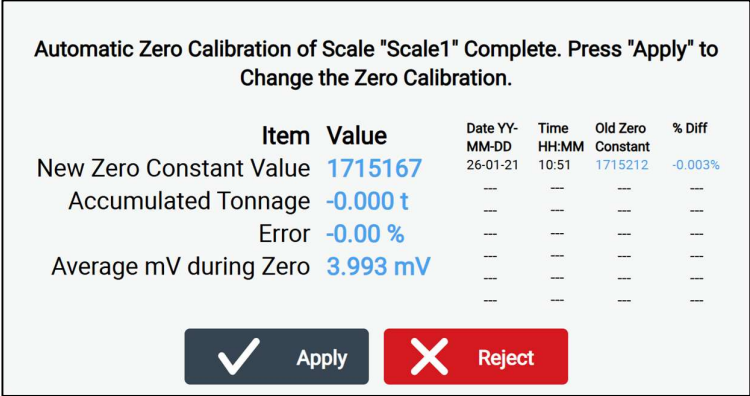 Automatic Zero Calibration of Scale "Scale1" Complete. Press "Apply" to
Change the Zero Calibration.
Item Value
New Zero Constant Value 1715167
Accumulated Tonnage -0.000 t
Error -0.00 %
Average mV during Zero 3.993 mV
Date YY- Time Old Zero % Diff
MM-DD HH:MM Constant
26-01-21 10:51 1715212 -0.003%
--- --- --- ---
--- --- --- ---
--- --- --- ---
--- --- --- ---
--- --- --- ---
--- --- --- ---
Apply Reject